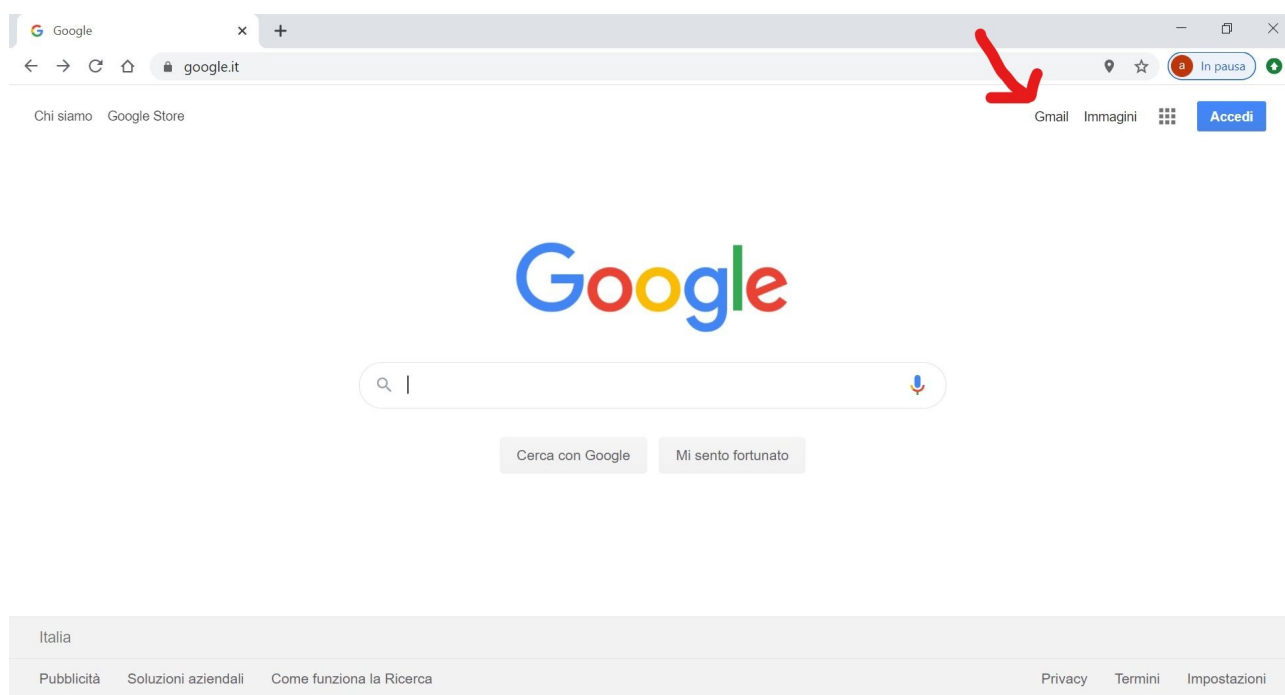 Google
google.it
a In pausa
Chi siamo Google Store
Gmail Immagini Accedi
Google
Cerca con Google Mi sento fortunato
Italia
Pubblicità Soluzioni aziendali Come funziona la Ricerca Privacy Termini Impostazioni